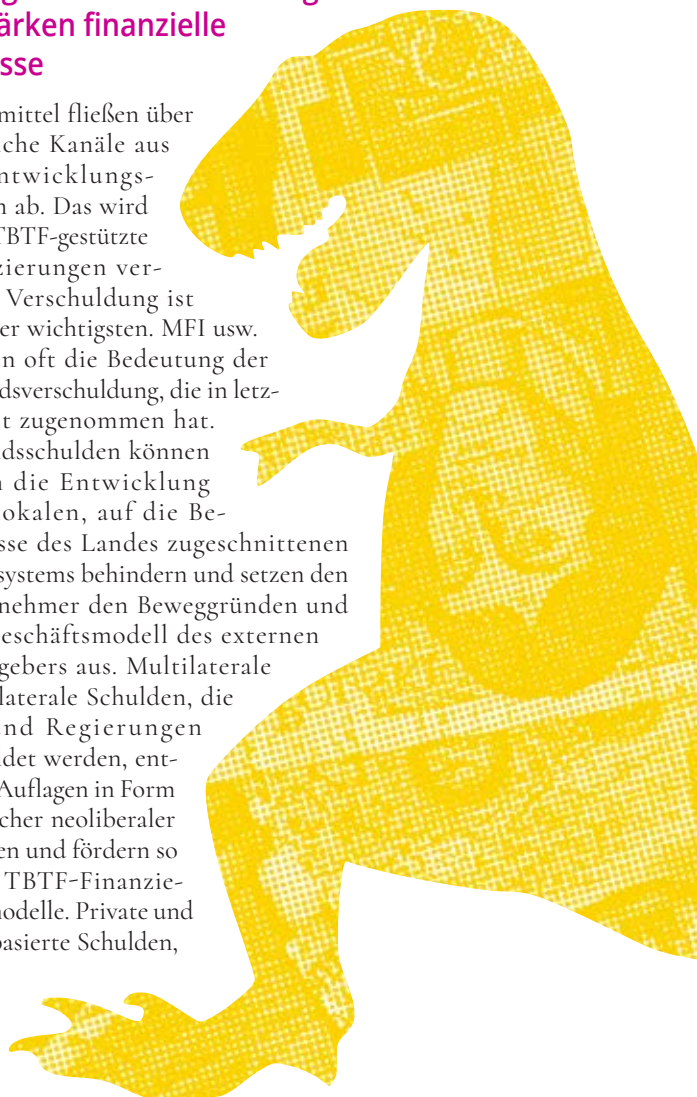 ärken finanzielle
sse
mittel fließen über
che Kanäle aus
ntwicklungs-
n ab. Das wird
TBTF-gestützte
zierungen ver-
Verschuldung ist
er wichtigsten. MFI usw.
n oft die Bedeutung der
dsverschuldung, die in letz-
t zugenommen hat.
dsschulden können
n die Entwicklung
okalen, auf die Be-
sse des Landes zugeschnittenen
systems behindern und setzen den
nehmer den Beweggründen und
eschäftsmodell des externen
gebers aus. Multilaterale
laterale Schulden, die
nd Regierungen
det werden, ent-
Auflagen in Form
cher neoliberaler
en und fördern so
TBTF-Finanzie-
nodelle. Private und
basierte Schulden,